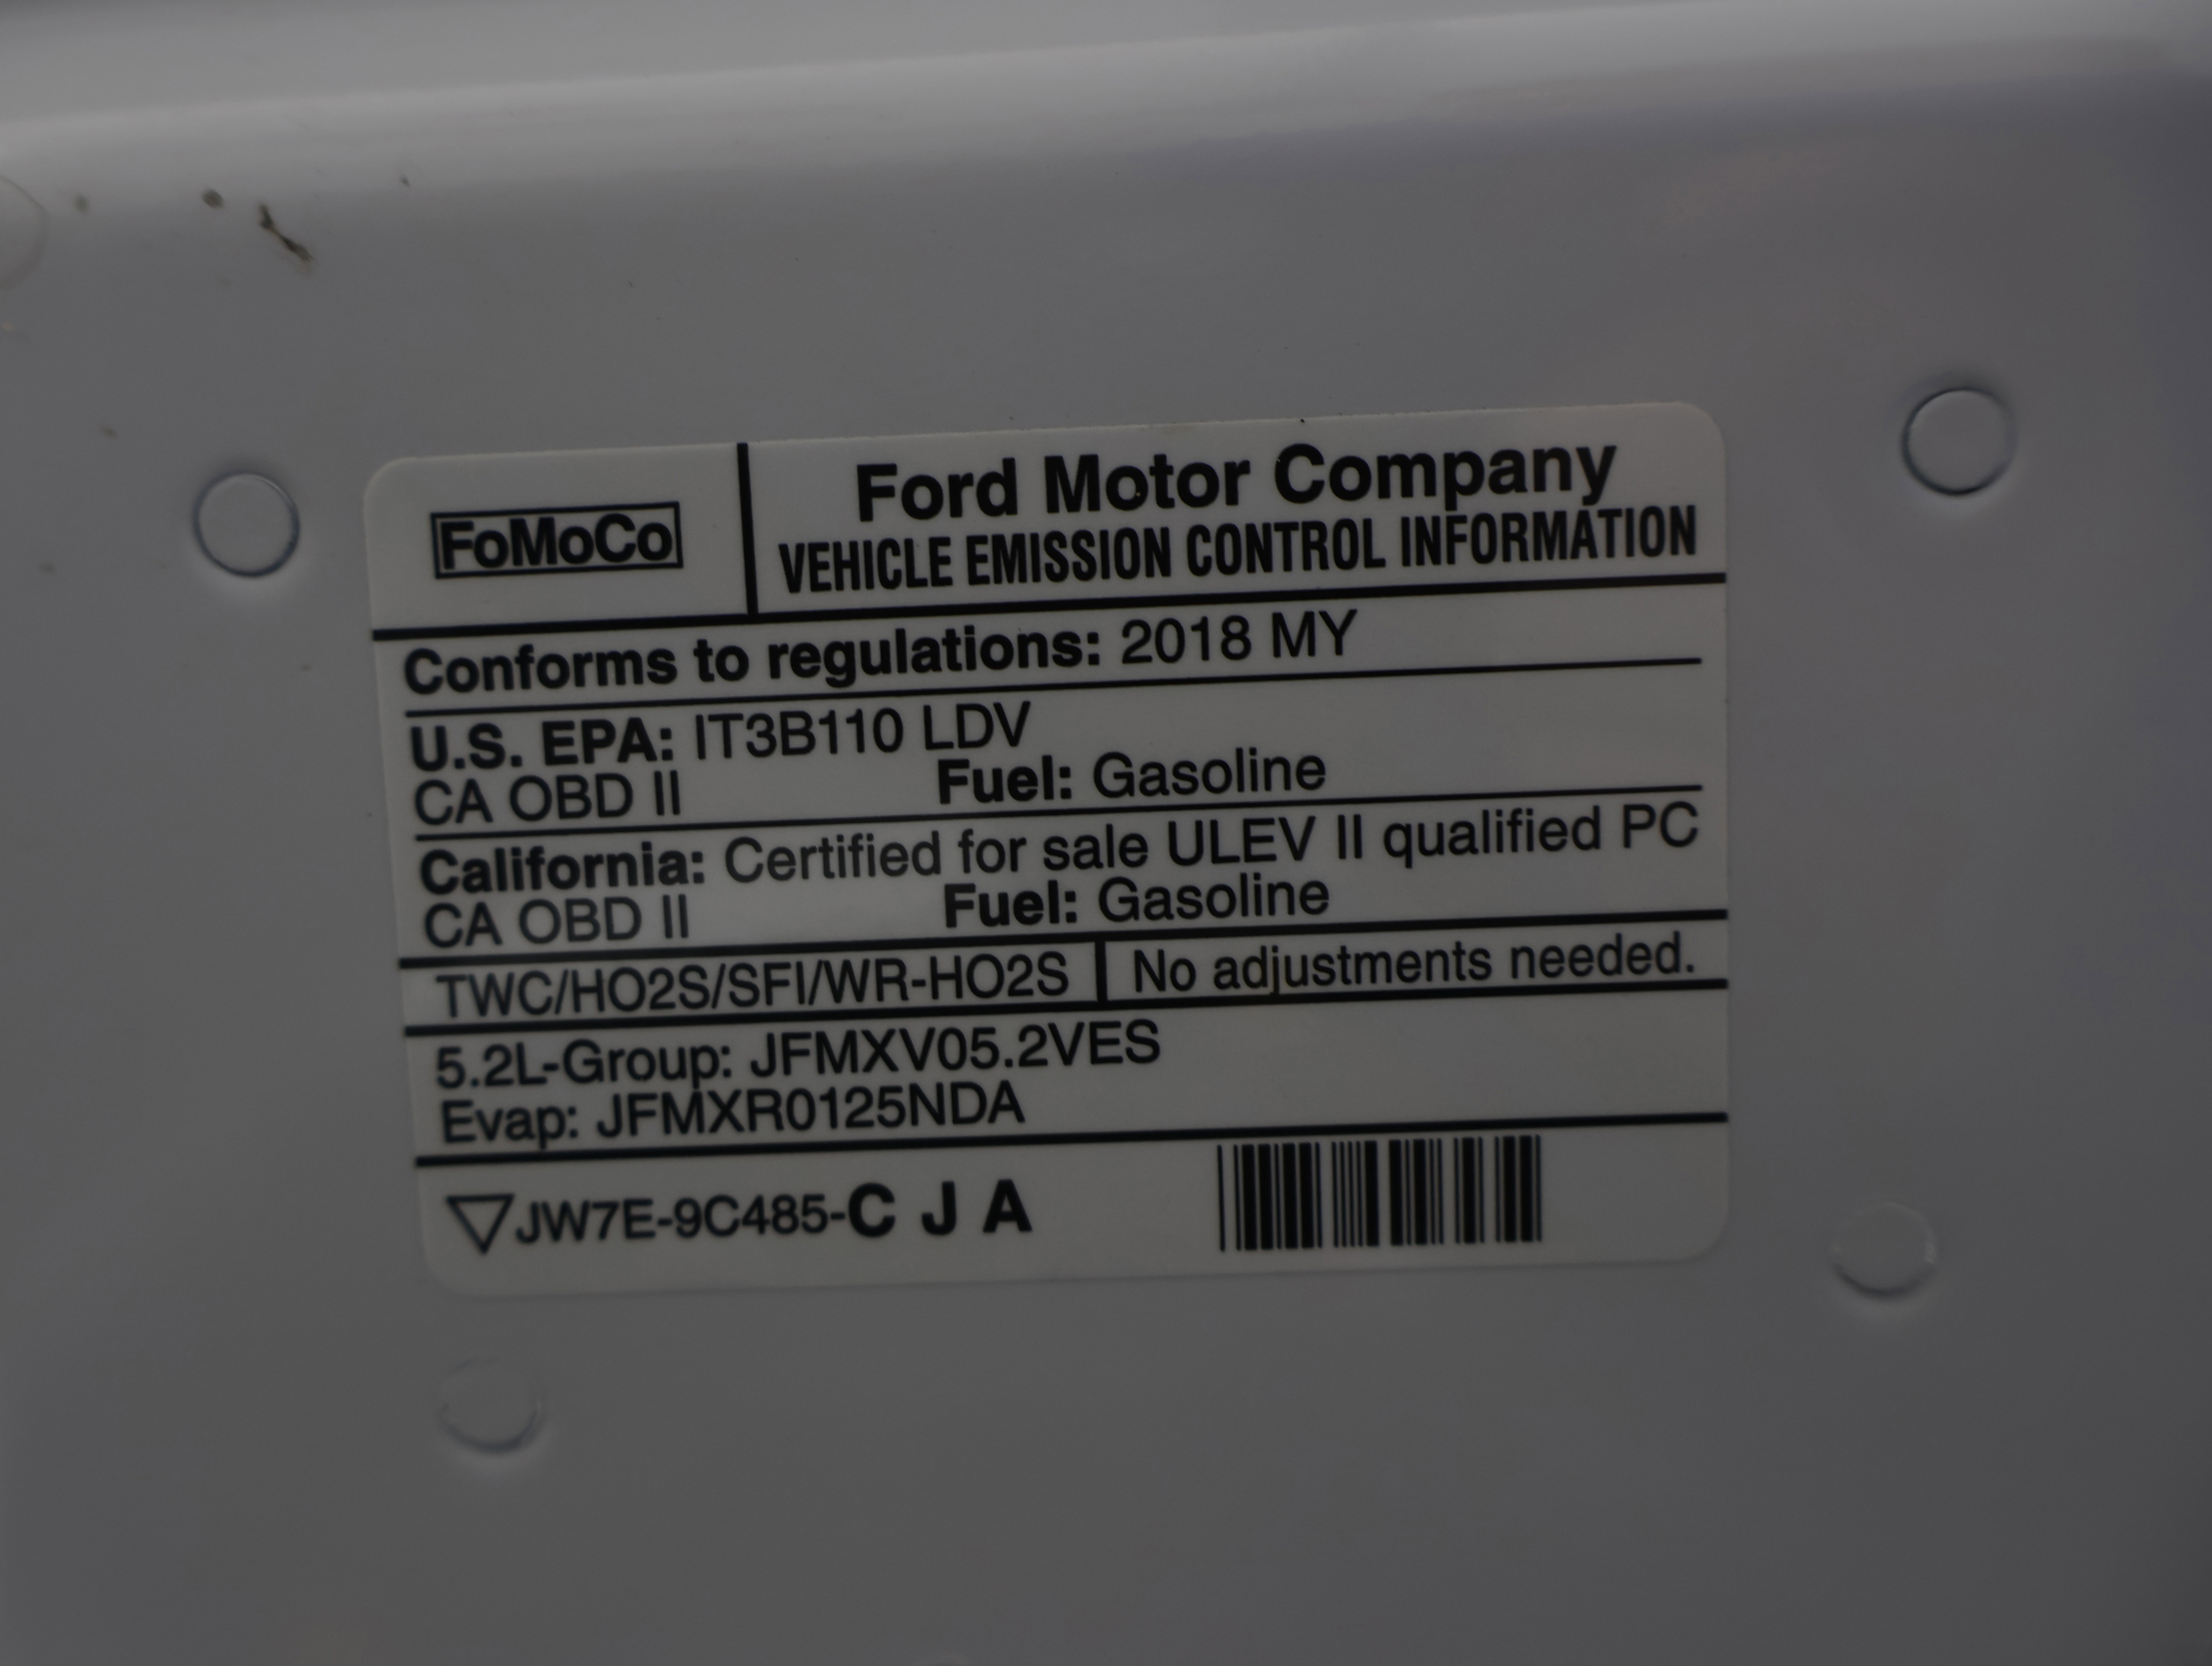 FoMoCo
Ford Motor Company
VEHICLE EMISSION CONTROL INFORMATION
Conforms to regulations: 2018 MY
U.S. EPA: IT3B110 LDV
CA OBD II Fuel: Gasoline
California: Certified for sale ULEV II qualified PC
CA OBD II Fuel: Gasoline
TWC/HO2S/SFI/WR-HO2S No adjustments needed.
5.2L-Group: JFMXV05.2VES
Evap: JFMXR0125NDA
JW7E-9C485-C J A